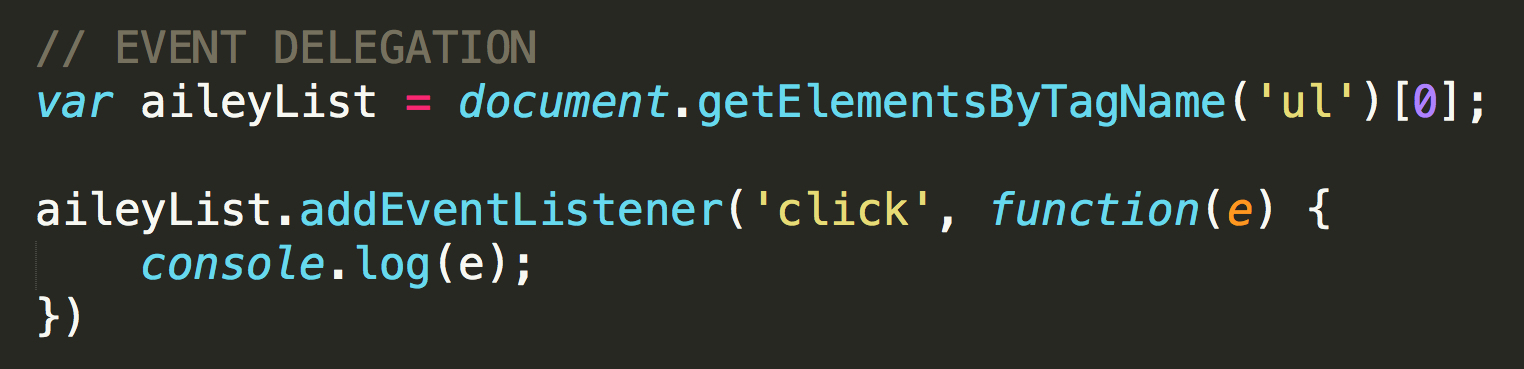 // EVENT DELEGATION
var aileyList = document.getElementsByTagName('ul')[0];
aileyList.addEventListener('click', function(e) {
    console.log(e);
})